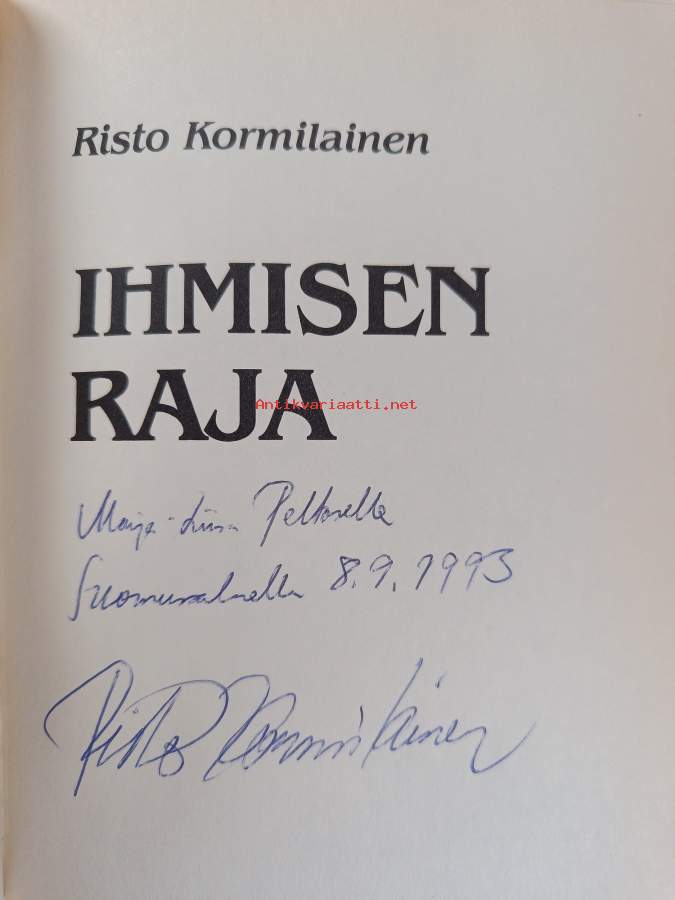 Risto Kormilainen
IHMISEN
RAJA
Antikvariaatti.net
Maija-Liisa Peltoselle
Suomussalmella 8.9.1993
Risto Kormilainen